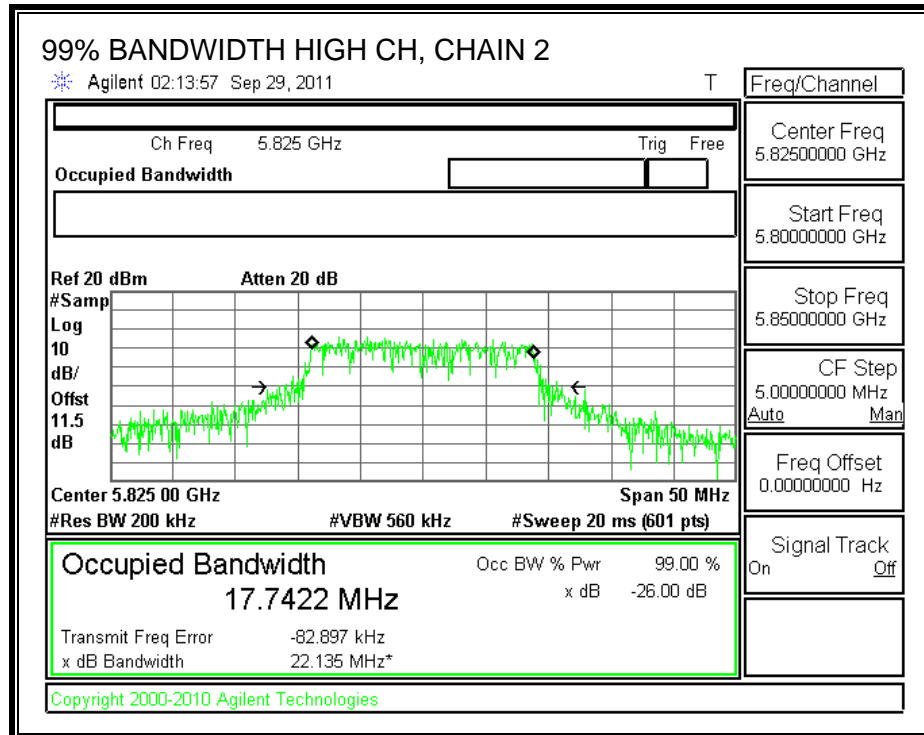 99% BANDWIDTH HIGH CH, CHAIN 2
Agilent 02:13:57 Sep 29, 2011 T
Freq/Channel
Ch Freq 5.825 GHz Trig Free
Occupied Bandwidth
Center Freq
5.82500000 GHz
Start Freq
5.80000000 GHz
Stop Freq
5.85000000 GHz
CF Step
5.00000000 MHz
Auto Man
Freq Offset
0.00000000 Hz
Signal Track
On Off
Ref 20 dBm Atten 20 dB
#Samp
Log
10
dB/
Offst
11.5
dB
Center 5.825 00 GHz Span 50 MHz
#Res BW 200 kHz #VBW 560 kHz #Sweep 20 ms (601 pts)
Occupied Bandwidth
17.7422 MHz
Occ BW % Pwr 99.00 %
x dB -26.00 dB
Transmit Freq Error -82.897 kHz
x dB Bandwidth 22.135 MHz*
Copyright 2000-2010 Agilent Technologies